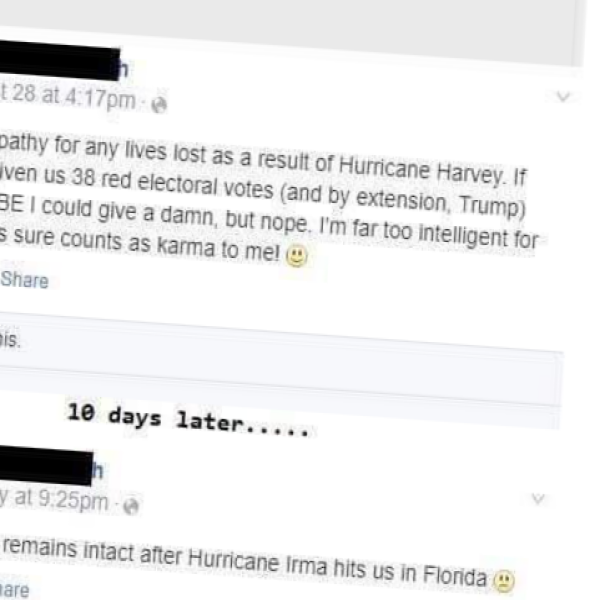 h
t 28 at 4:17pm ·
pathy for any lives lost as a result of Hurricane Harvey. If
iven us 38 red electoral votes (and by extension, Trump)
BE I could give a damn, but nope. I'm far too intelligent for
s sure counts as karma to me!
Share
his.
10 days later.....
h
y at 9:25pm ·
remains intact after Hurricane Irma hits us in Florida
hare